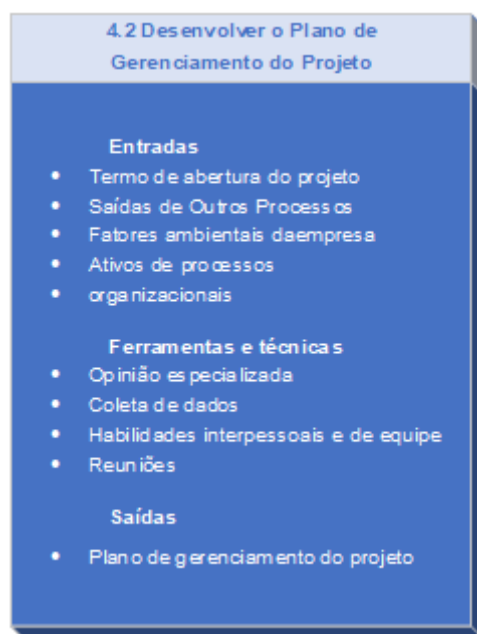 4.2 Desenvolver o Plano de
Gerenciamento do Projeto
Entradas
• Termo de abertura do projeto
• Saídas de Outros Processos
• Fatores ambientais daempresa
• Ativos de processos
• organizacionais
Ferramentas e técnicas
• Opinião especializada
• Coleta de dados
• Habilidades interpessoais e de equipe
• Reuniões
Saídas
• Plano de gerenciamento do projeto